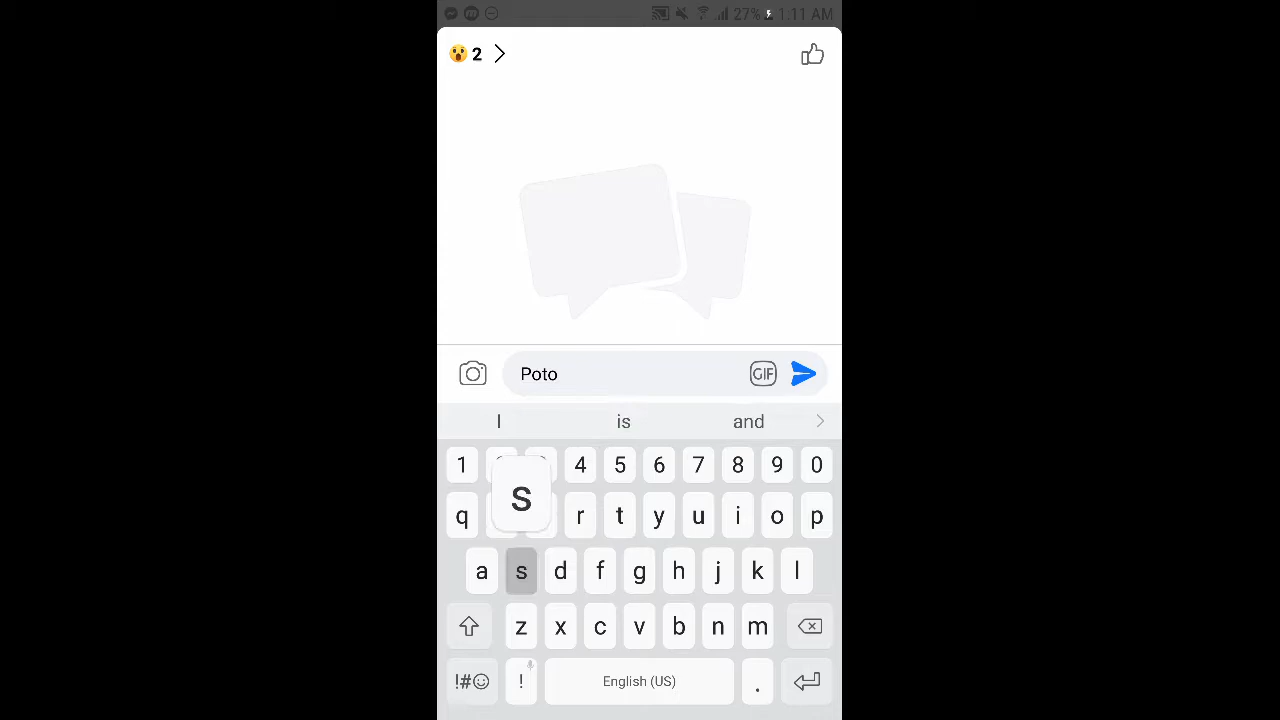 27% 1:11 AM
2
Poto
GIF
I is and
1 4 5 6 7 8 9 0
S
q r t y u i o p
a s d f g h j k l
z x c v b n m
!#☺ ! English (US) .